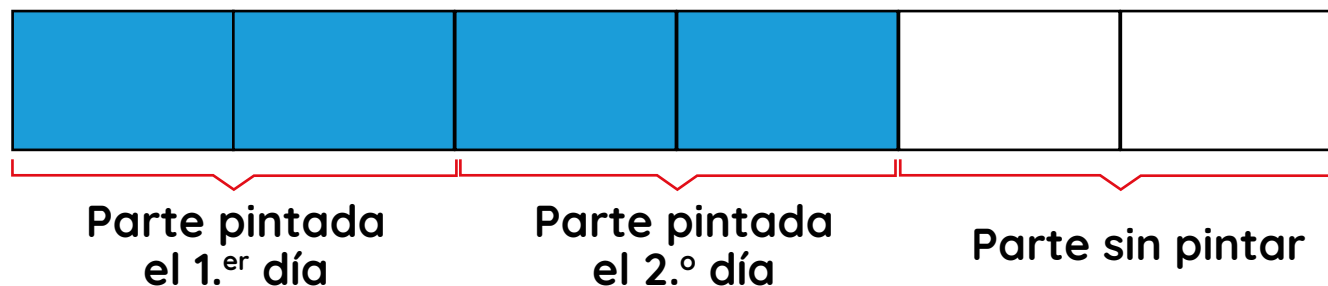 Parte pintada
el 1.er día
Parte pintada
el 2.º día
Parte sin pintar